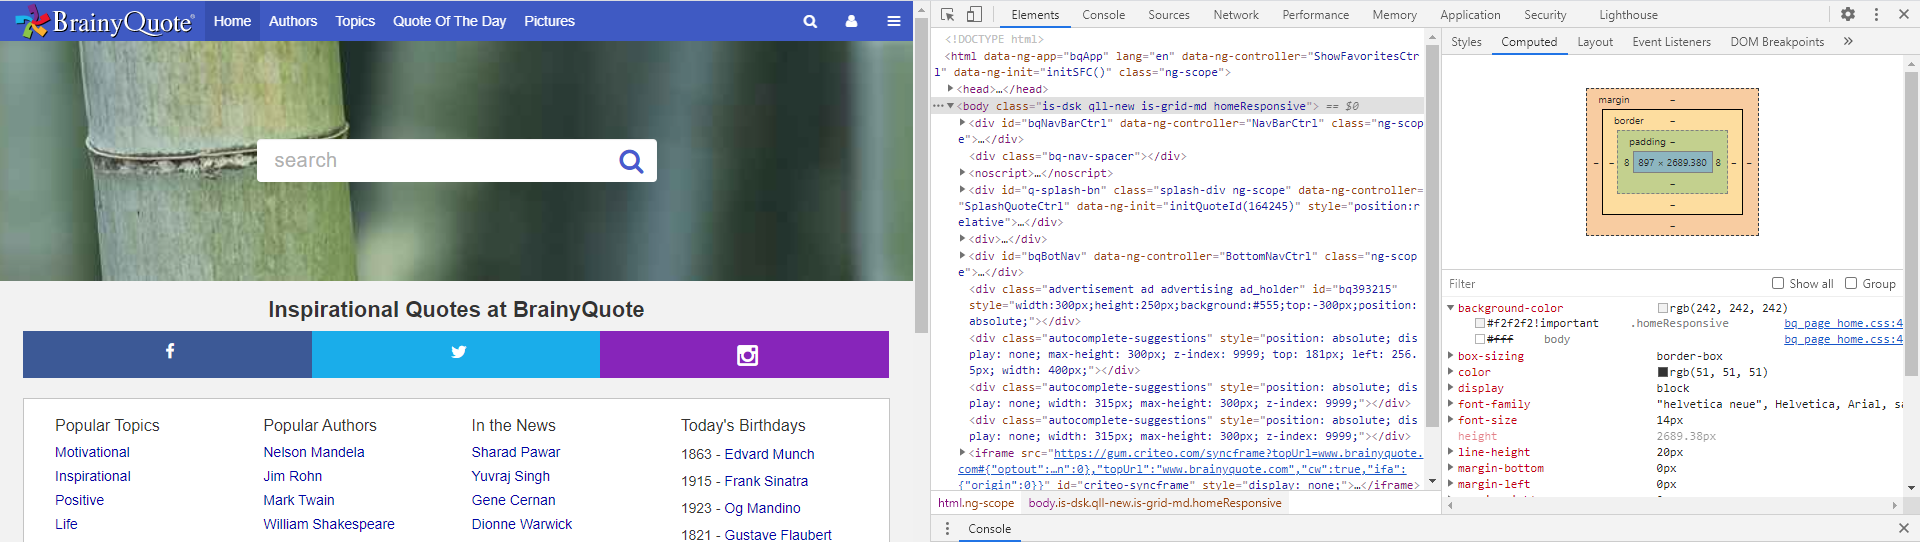 BrainyQuote®
Home Authors Topics Quote Of The Day Pictures
search
Inspirational Quotes at BrainyQuote
Popular Topics
Motivational
Inspirational
Positive
Life
Popular Authors
Nelson Mandela
Jim Rohn
Mark Twain
William Shakespeare
In the News
Sharad Pawar
Yuvraj Singh
Gene Cernan
Dionne Warwick
Today's Birthdays
1863 - Edvard Munch
1915 - Frank Sinatra
1923 - Og Mandino
1821 - Gustave Flaubert
Elements Console Sources Network Performance Memory Application Security Lighthouse
<!DOCTYPE html>
<html data-ng-app="bqApp" lang="en" data-ng-controller="ShowFavoritesCtr
l" data-ng-init="initSFC()" class="ng-scope">
<head>…</head>
<body class="is-dsk qll-new is-grid-md homeResponsive"> == $0
<div id="bqNavBarCtrl" data-ng-controller="NavBarCtrl" class="ng-scop
e">…</div>
<div class="bq-nav-spacer"></div>
<noscript>…</noscript>
<div id="q-splash-bn" class="splash-div ng-scope" data-ng-controller=
"SplashQuoteCtrl" data-ng-init="initQuoteId(164245)" style="position:r
elative">…</div>
<div>…</div>
<div id="bqBotNav" data-ng-controller="BottomNavCtrl" class="ng-scop
e">…</div>
<div class="advertisement ad advertising ad_holder" id="bq393215"
style="width:300px;height:250px;background:#555;top:-300px;position:
absolute;"></div>
<div class="autocomplete-suggestions" style="position: absolute; dis
play: none; max-height: 300px; z-index: 9999; top: 181px; left: 256.
5px; width: 400px;"></div>
<div class="autocomplete-suggestions" style="position: absolute; dis
play: none; width: 315px; max-height: 300px; z-index: 9999;"></div>
<div class="autocomplete-suggestions" style="position: absolute; dis
play: none; width: 315px; max-height: 300px; z-index: 9999;"></div>
<iframe src="https://gum.criteo.com/syncframe?topUrl=www.brainyquote.
com#{"optout":…n":0},"topUrl":"www.brainyquote.com","cw":true,"ifa":
{"origin":0}}" id="criteo-syncframe" style="display: none;">…</iframe>
html.ng-scope body.is-dsk.qll-new.is-grid-md.homeResponsive
Console
Styles Computed Layout Event Listeners DOM Breakpoints »
margin –
border –
padding –
– – 8 897 × 2689.380 8 – –
–
–
–
Filter Show all Group
background-color rgb(242, 242, 242)
#f2f2f2!important .homeResponsive bq_page_home.css:4
#fff body bq_page_home.css:4
box-sizing border-box
color rgb(51, 51, 51)
display block
font-family "helvetica neue", Helvetica, Arial, sa
font-size 14px
height 2689.38px
line-height 20px
margin-bottom 0px
margin-left 0px